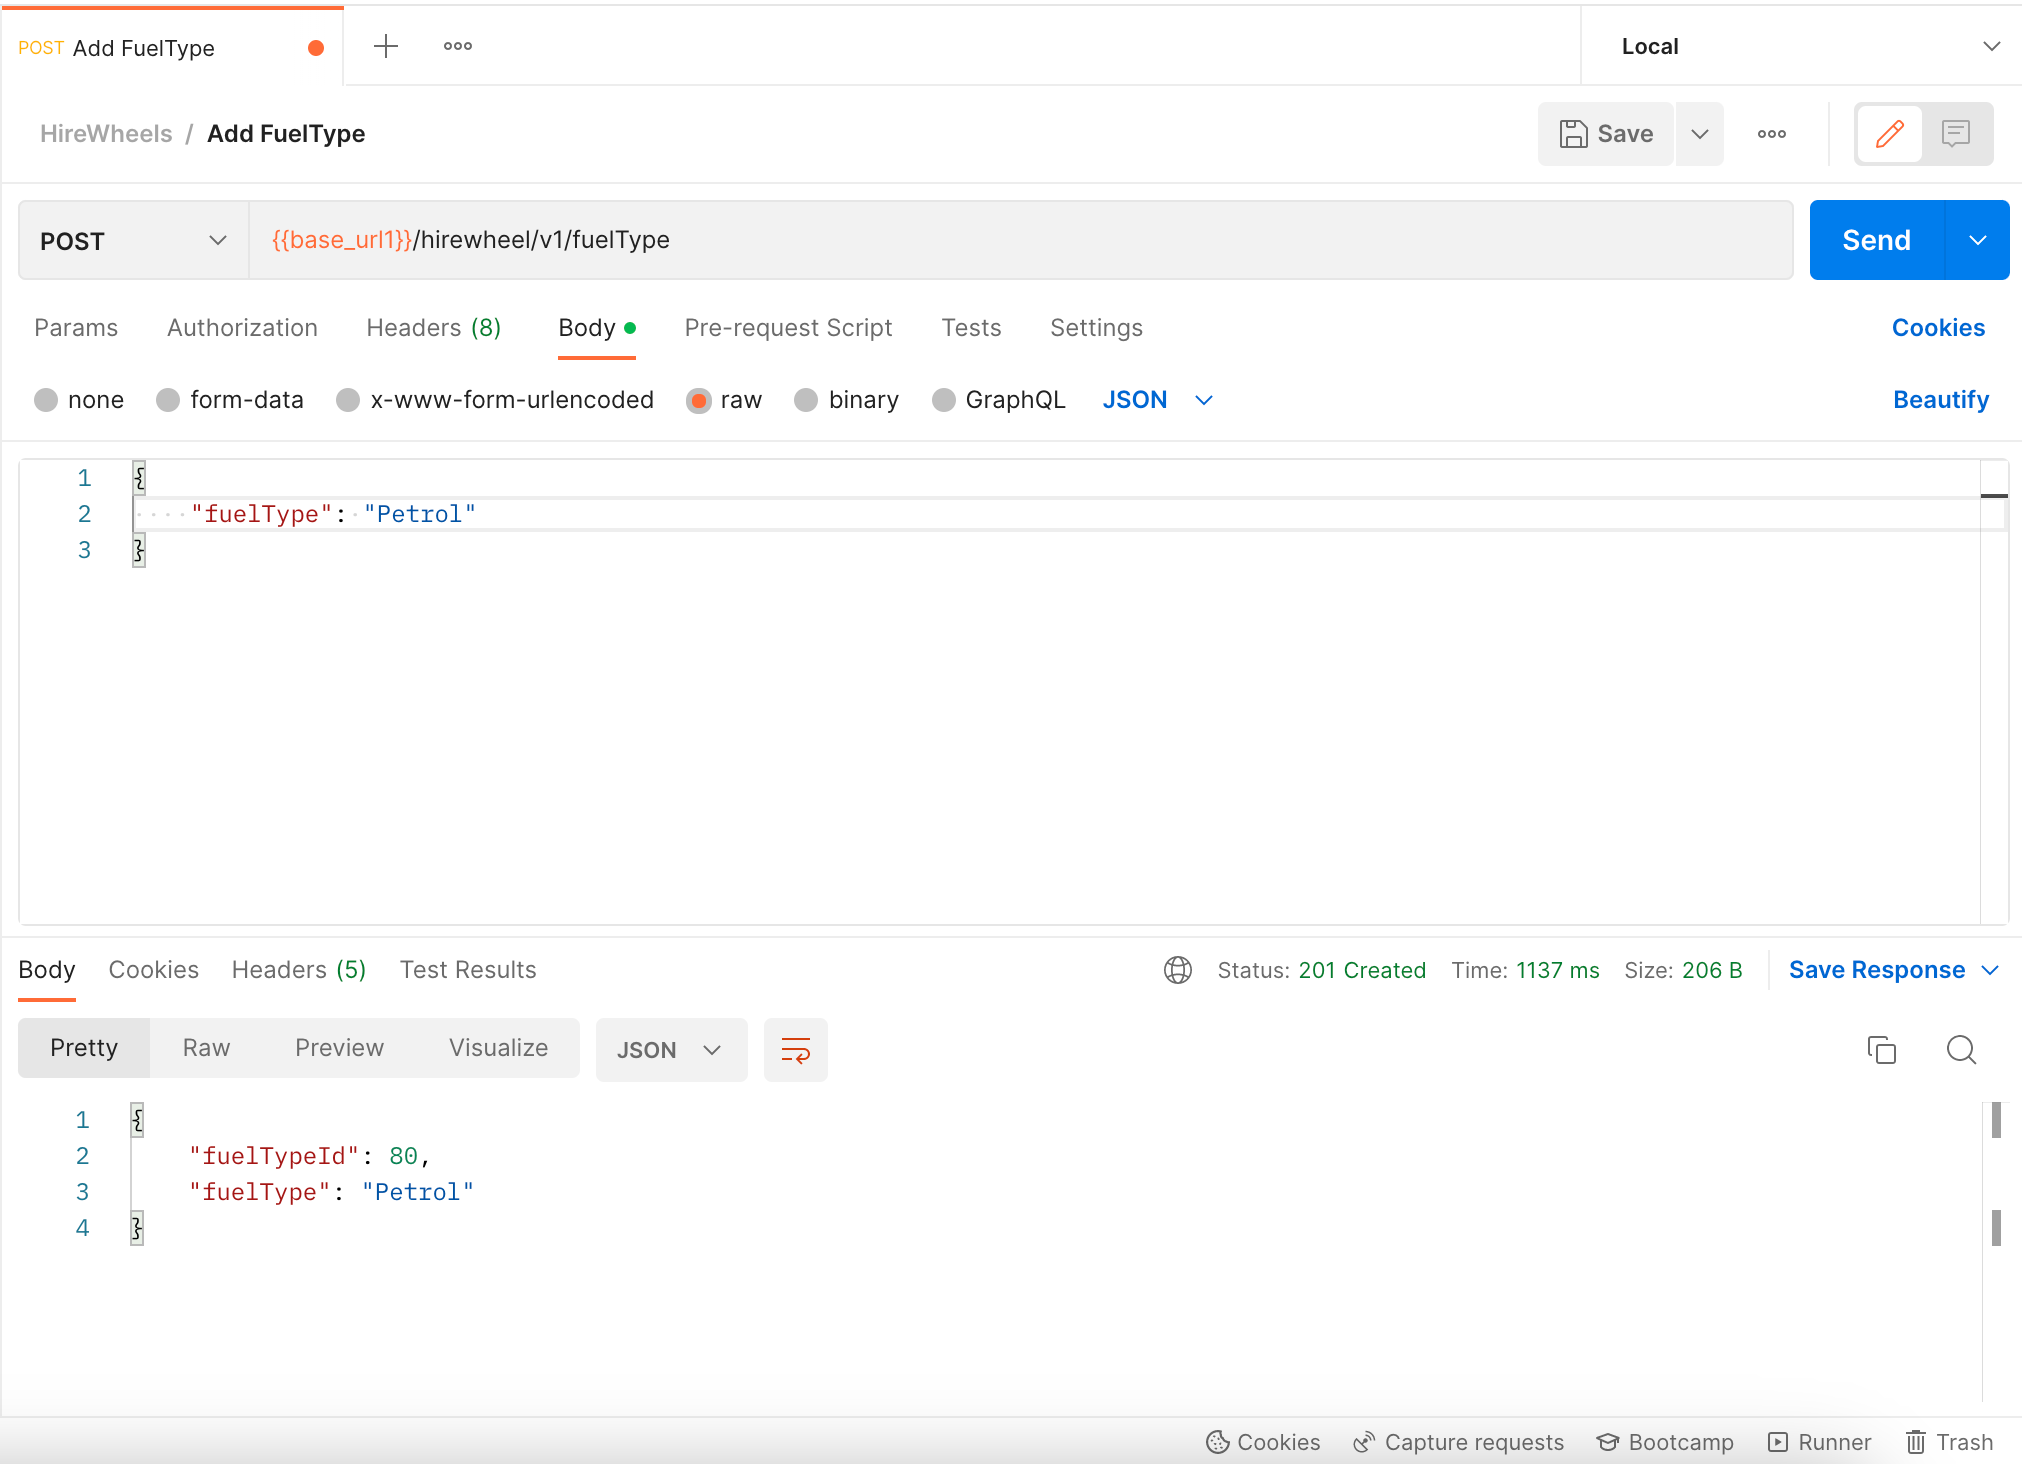 POST Add FuelType
Local
HireWheels / Add FuelType
Save
POST
{{base_url1}}/hirewheel/v1/fuelType
Send
Params Authorization Headers (8) Body Pre-request Script Tests Settings Cookies
none form-data x-www-form-urlencoded raw binary GraphQL JSON Beautify
1 {
2 "fuelType": "Petrol"
3 }
Body Cookies Headers (5) Test Results Status: 201 Created Time: 1137 ms Size: 206 B Save Response
Pretty Raw Preview Visualize JSON
1 {
2 "fuelTypeId": 80,
3 "fuelType": "Petrol"
4 }
Cookies Capture requests Bootcamp Runner Trash